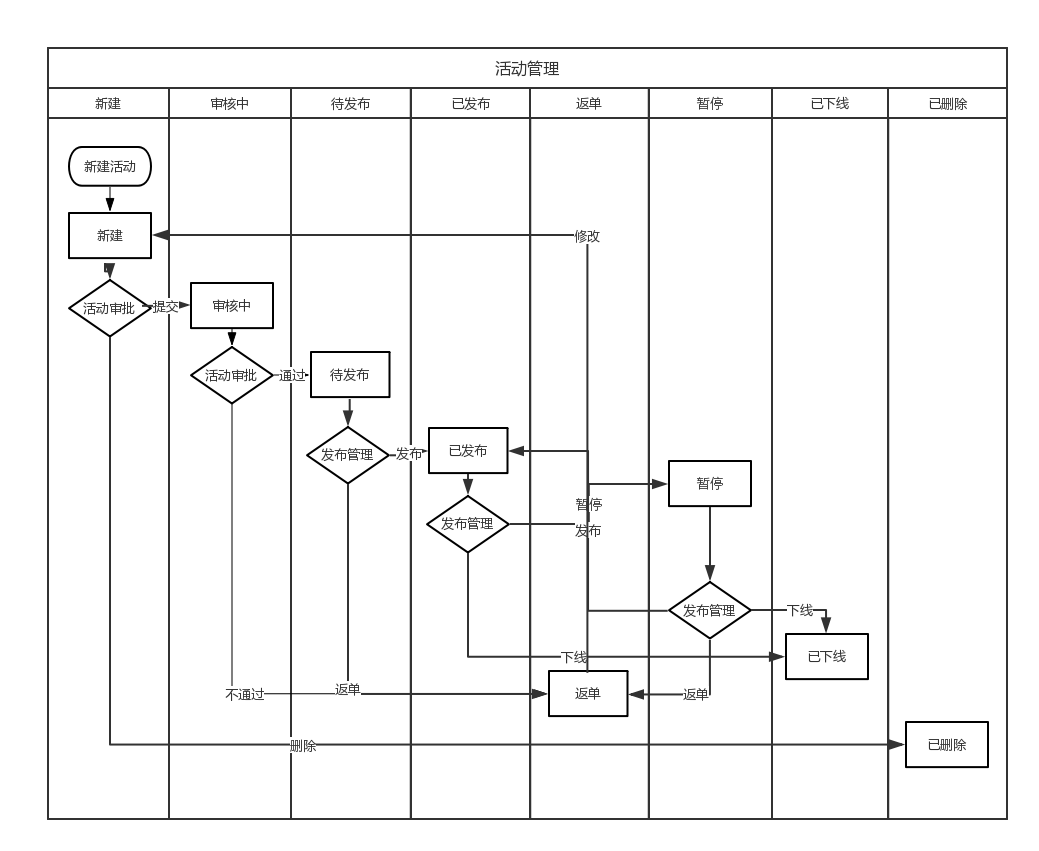 活动管理
新建
审核中
待发布
已发布
返单
暂停
已下线
已删除
新建活动
新建
修改
活动审批
提交
审核中
活动审批
通过
待发布
发布管理
发布
已发布
暂停
暂停
发布管理
发布
发布管理
下线
下线
已下线
不通过
返单
返单
返单
删除
已删除